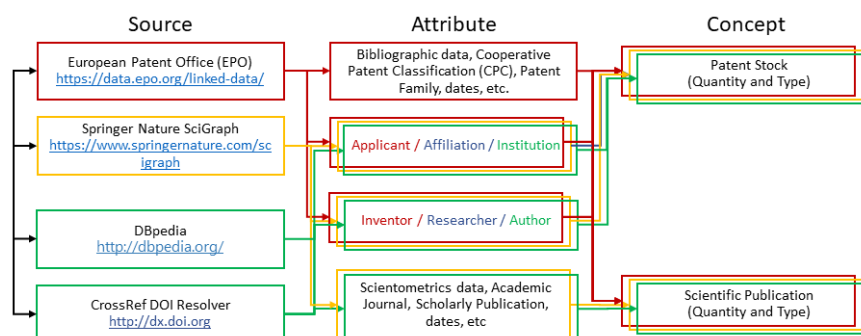 Source
Attribute
Concept
European Patent Office (EPO)
https://data.epo.org/linked-data/
Bibliographic data, Cooperative
Patent Classification (CPC), Patent
Family, dates, etc.
Patent Stock
(Quantity and Type)
Springer Nature SciGraph
https://www.springernature.com/sc
igraph
Applicant / Affiliation / Institution
DBpedia
http://dbpedia.org/
Inventor / Researcher / Author
CrossRef DOI Resolver
http://dx.doi.org
Scientometrics data, Academic
Journal, Scholarly Publication,
dates, etc
Scientific Publication
(Quantity and Type)